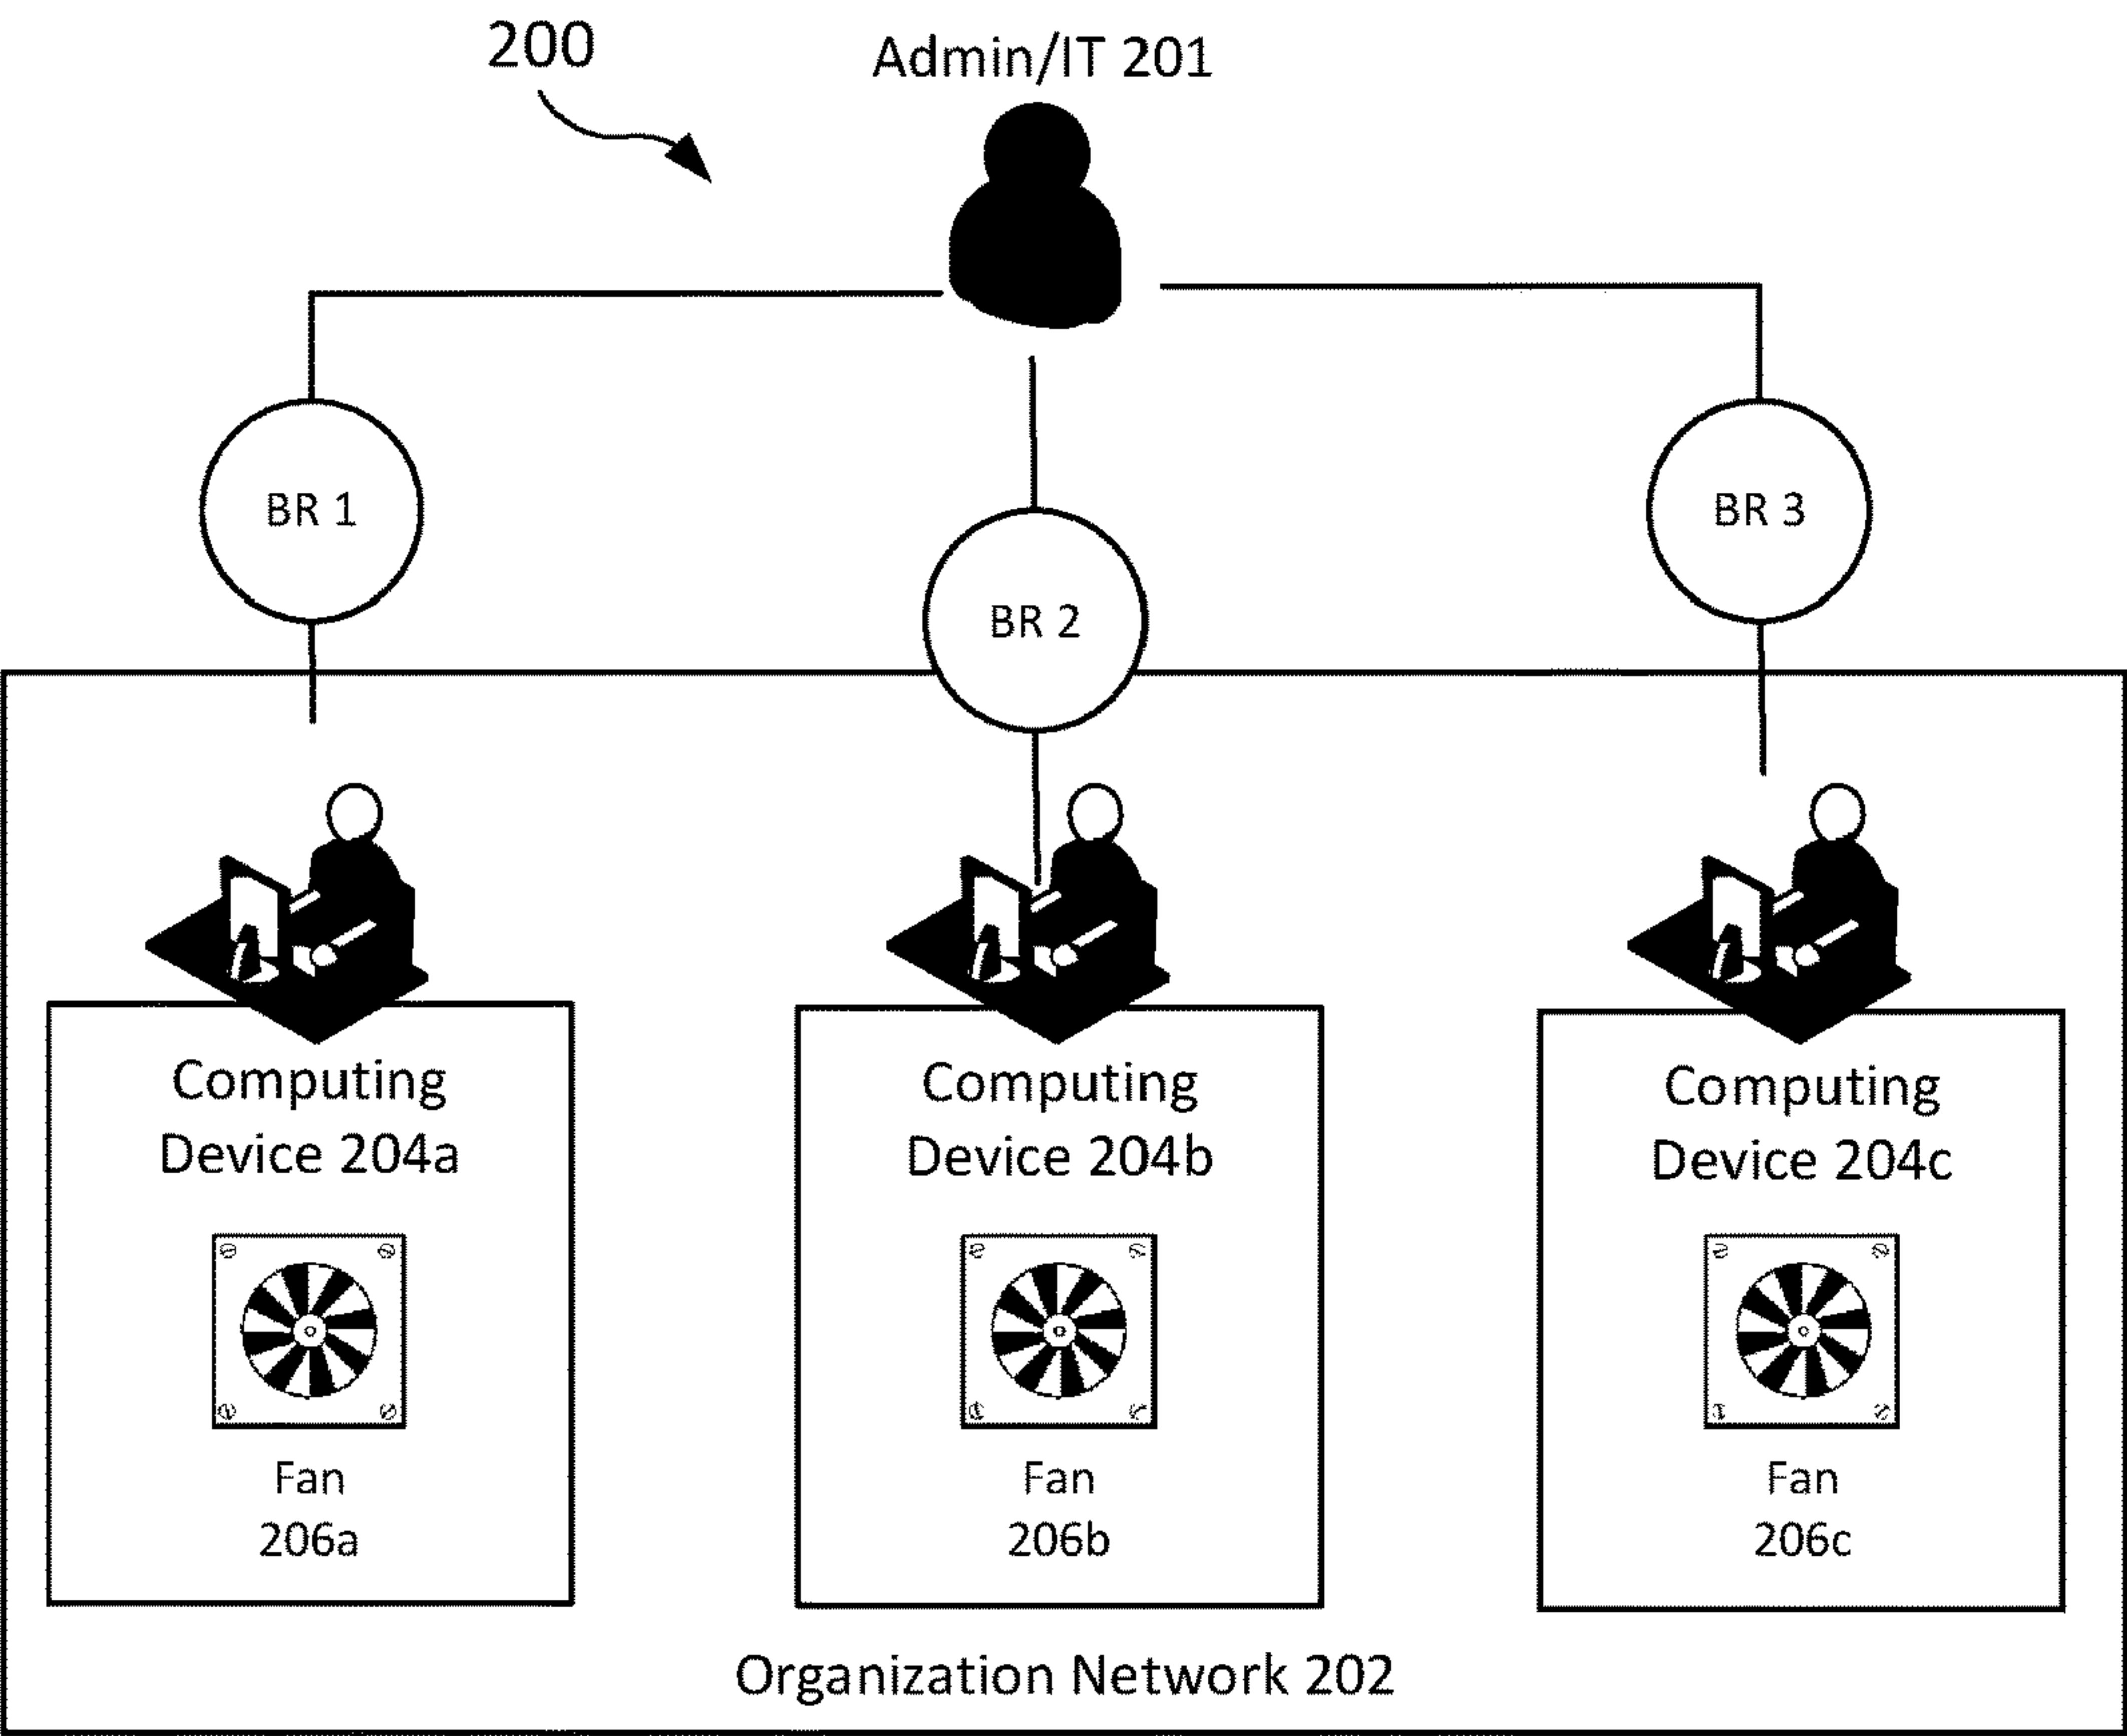 200
Admin/IT 201
BR 1
BR 2
BR 3
Computing
Device 204a
Fan
206a
Computing
Device 204b
Fan
206b
Computing
Device 204c
Fan
206c
Organization Network 202